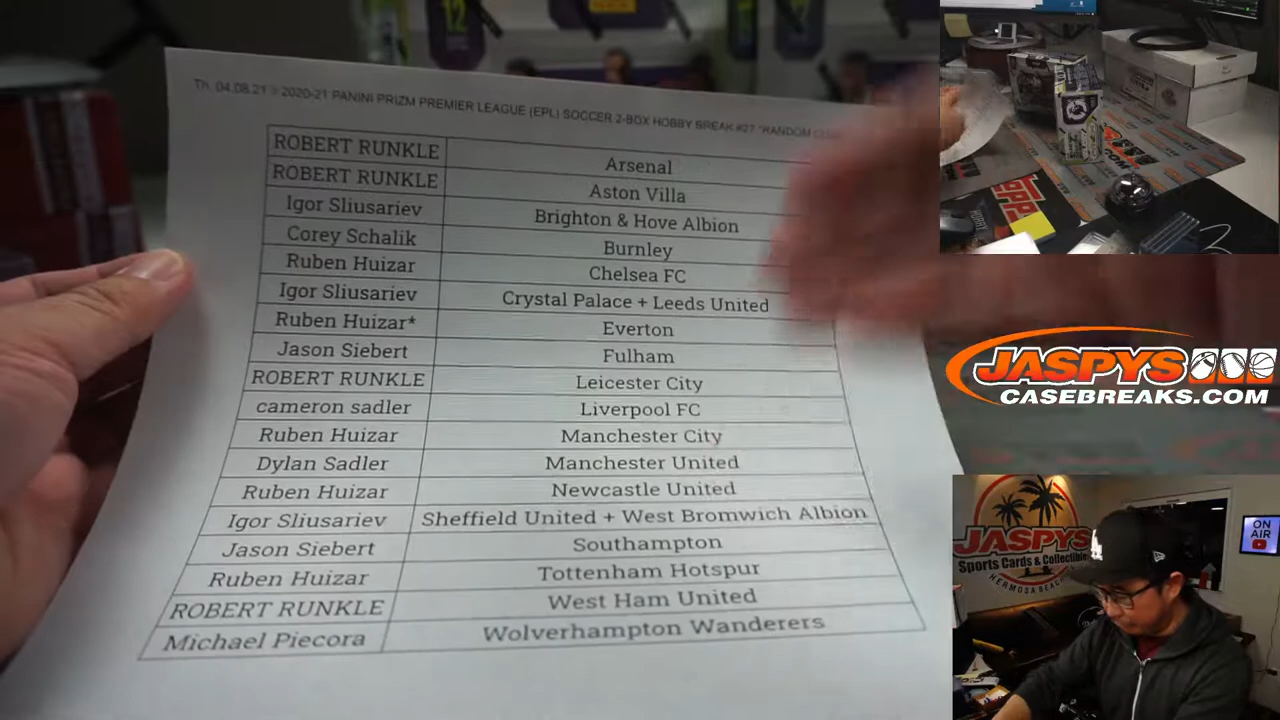 Th. 04.08.21 :: 2020-21 PANINI PRIZM PREMIER LEAGUE (EPL) SOCCER 2-BOX HOBBY BREAK #27 *RANDOM
ROBERT RUNKLE Arsenal
ROBERT RUNKLE Aston Villa
Igor Sliusariev Brighton & Hove Albion
Corey Schalik Burnley
Ruben Huizar Chelsea FC
Igor Sliusariev Crystal Palace + Leeds United
Ruben Huizar* Everton
Jason Siebert Fulham
ROBERT RUNKLE Leicester City
cameron sadler Liverpool FC
Ruben Huizar Manchester City
Dylan Sadler Manchester United
Ruben Huizar Newcastle United
Igor Sliusariev Sheffield United + West Bromwich Albion
Jason Siebert Southampton
Ruben Huizar Tottenham Hotspur
ROBERT RUNKLE West Ham United
Michael Piecora Wolverhampton Wanderers
12
TOPPS
3
JASPYS
CASEBREAKS.COM
JASPYS
Sports Cards & Collectible
HERMOSA BEACH
LA
ON
AIR